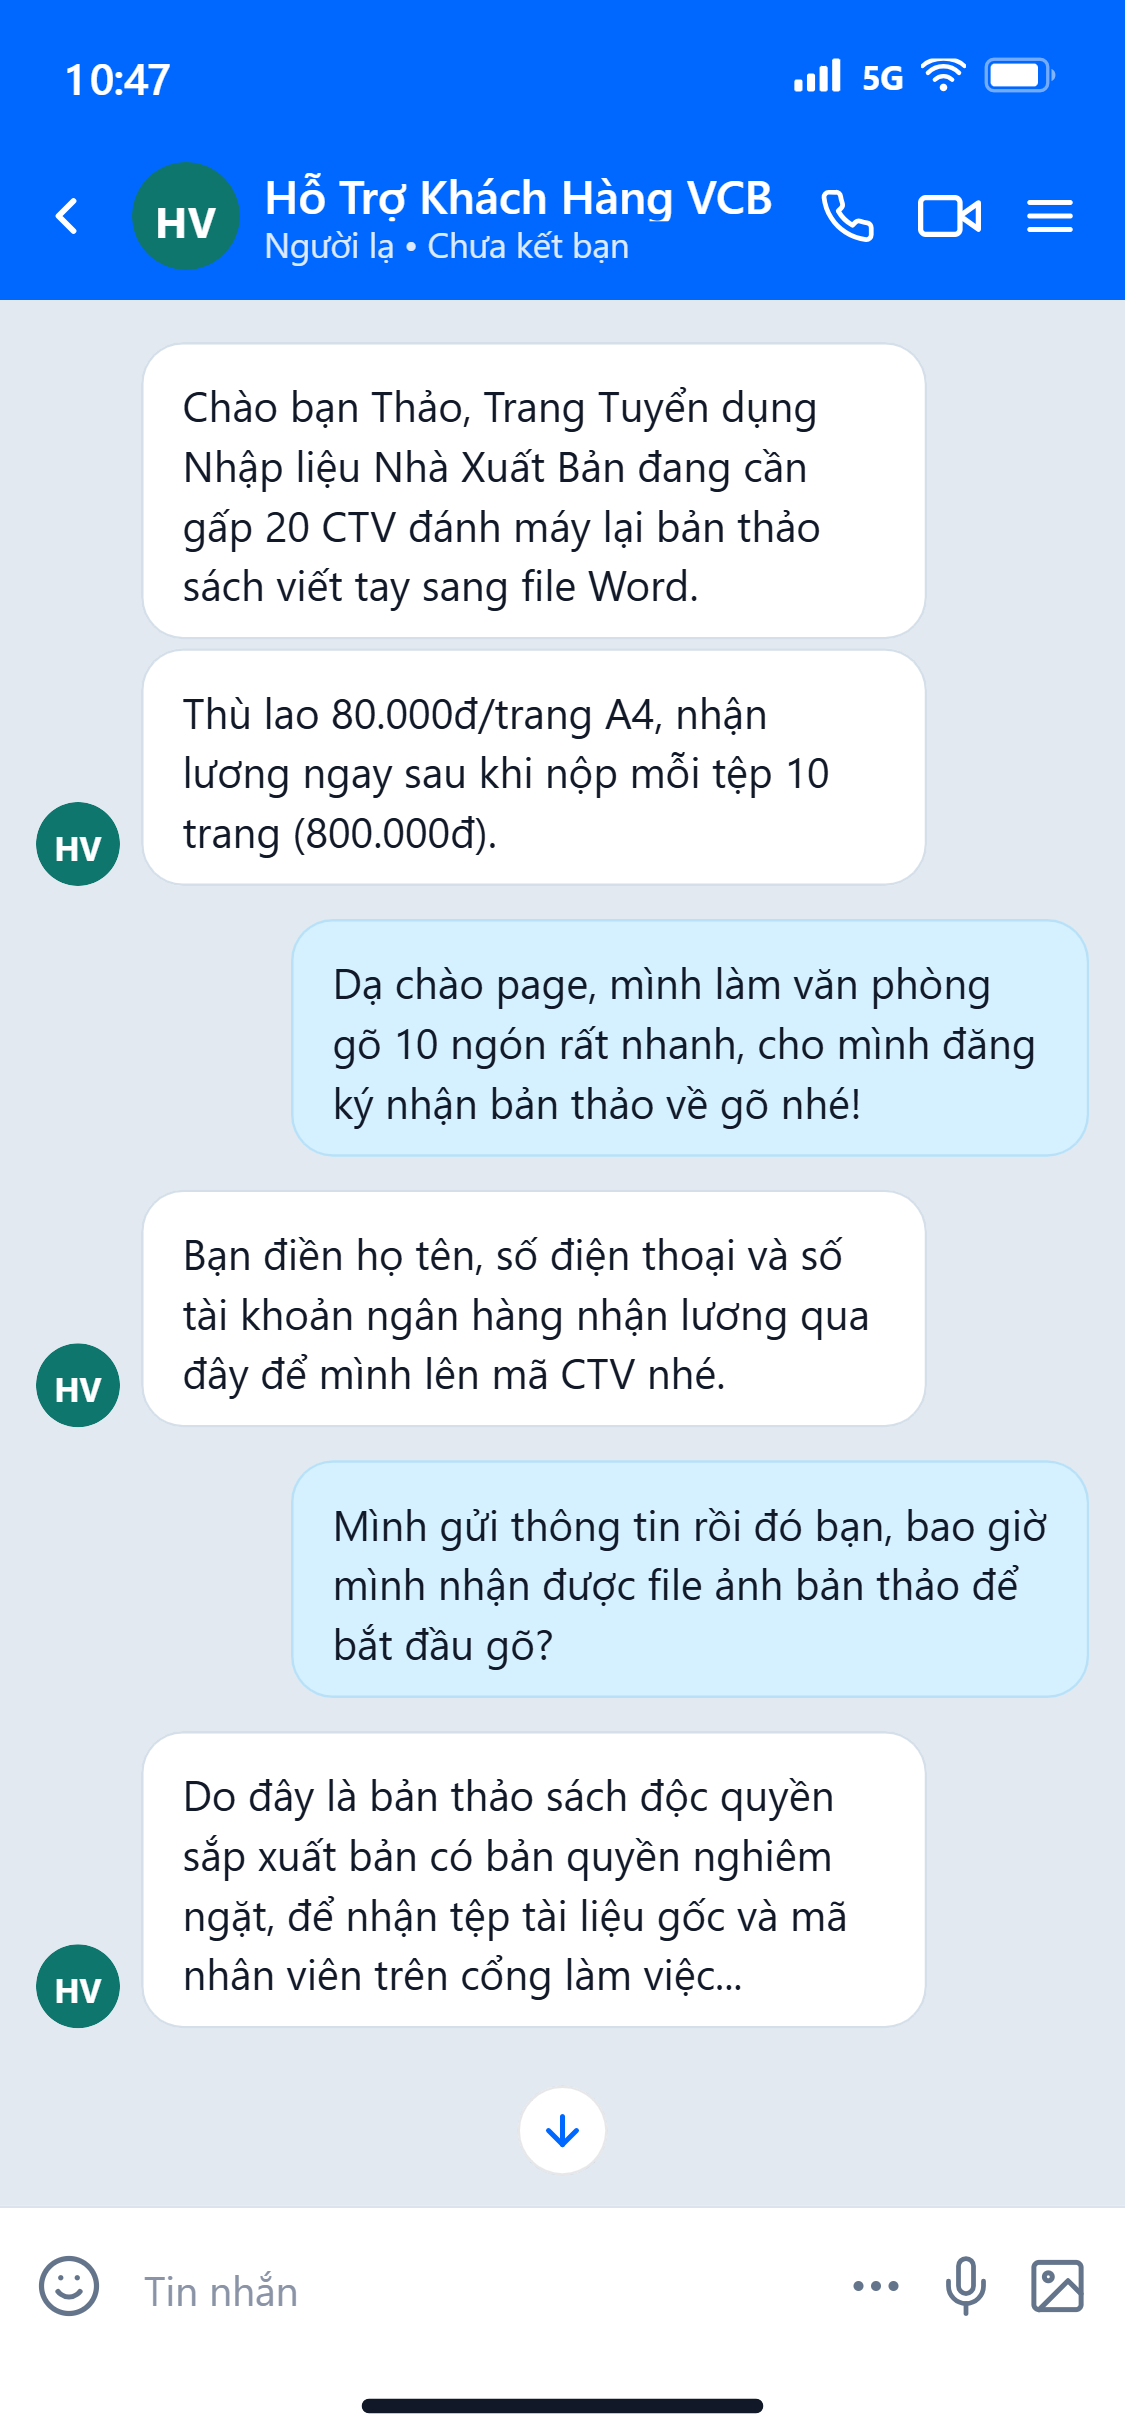 10:47
5G
HV
Hỗ Trợ Khách Hàng VCB
Người lạ • Chưa kết bạn
Chào bạn Thảo, Trang Tuyển dụng
Nhập liệu Nhà Xuất Bản đang cần
gấp 20 CTV đánh máy lại bản thảo
sách viết tay sang file Word.
Thù lao 80.000đ/trang A4, nhận
lương ngay sau khi nộp mỗi tệp 10
trang (800.000đ).
HV
Dạ chào page, mình làm văn phòng
gõ 10 ngón rất nhanh, cho mình đăng
ký nhận bản thảo về gõ nhé!
Bạn điền họ tên, số điện thoại và số
tài khoản ngân hàng nhận lương qua
đây để mình lên mã CTV nhé.
HV
Mình gửi thông tin rồi đó bạn, bao giờ
mình nhận được file ảnh bản thảo để
bắt đầu gõ?
Do đây là bản thảo sách độc quyền
sắp xuất bản có bản quyền nghiêm
ngặt, để nhận tệp tài liệu gốc và mã
nhân viên trên cổng làm việc...
HV
Tin nhắn